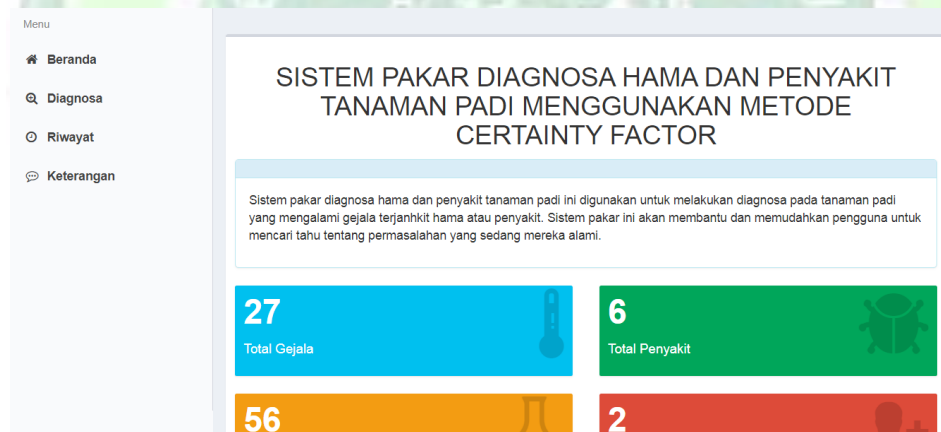 Menu
Beranda
Diagnosa
Riwayat
Keterangan
SISTEM PAKAR DIAGNOSA HAMA DAN PENYAKIT
TANAMAN PADI MENGGUNAKAN METODE
CERTAINTY FACTOR
Sistem pakar diagnosa hama dan penyakit tanaman padi ini digunakan untuk melakukan diagnosa pada tanaman padi
yang mengalami gejala terjanhkit hama atau penyakit. Sistem pakar ini akan membantu dan memudahkan pengguna untuk
mencari tahu tentang permasalahan yang sedang mereka alami.
27
Total Gejala
6
Total Penyakit
56
2